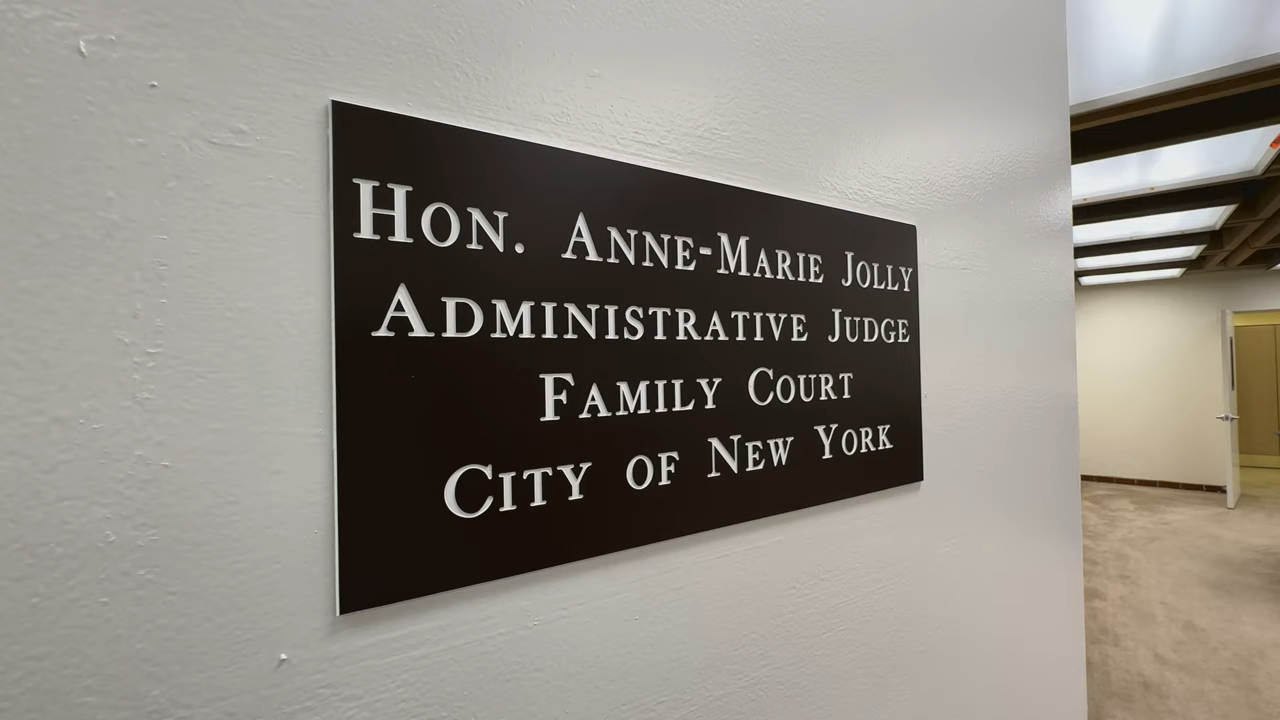 Hon. Anne-Marie Jolly
Administrative Judge
Family Court
City of New York